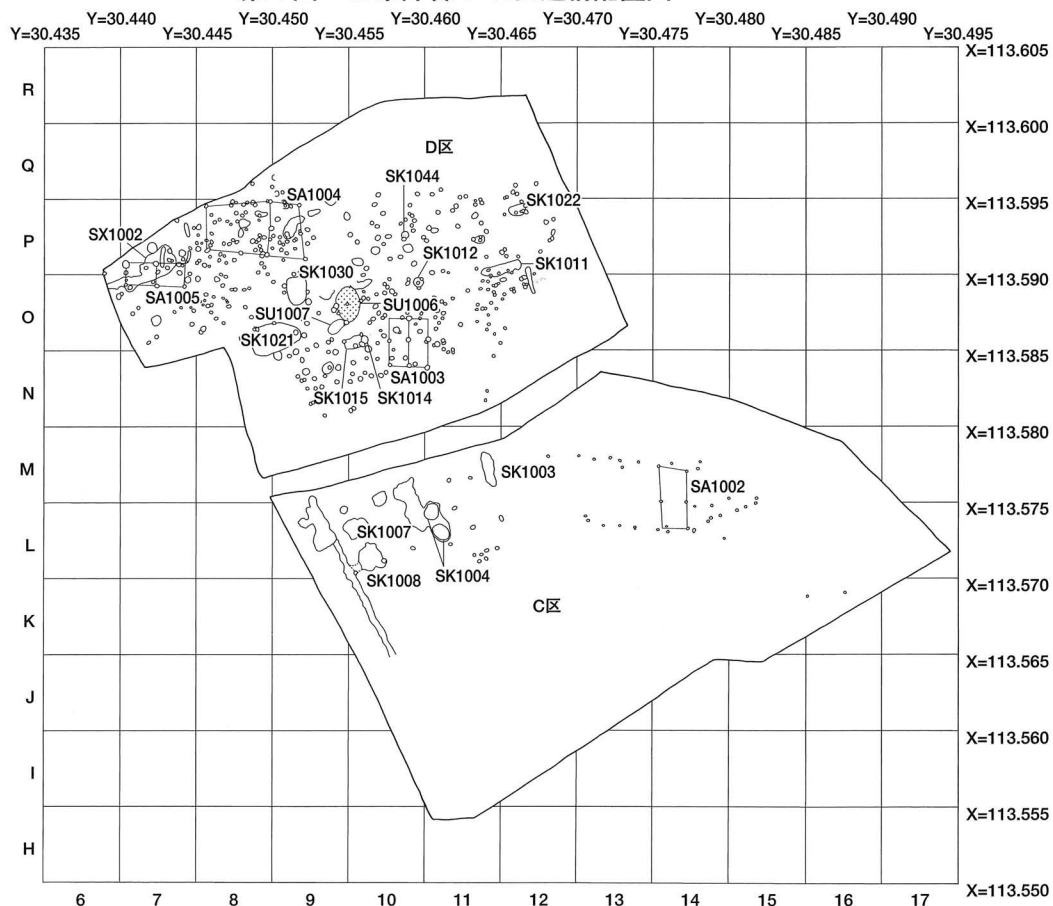 Y=30.440 Y=30.450 Y=30.460 Y=30.470 Y=30.480 Y=30.490
Y=30.435 Y=30.445 Y=30.455 Y=30.465 Y=30.475 Y=30.485 Y=30.495
X=113.605
R
X=113.600
D区
Q
SK1044
SA1004
SK1022
X=113.595
SX1002
P
SK1012
SK1011
SK1030
X=113.590
SA1005
SU1006
SU1007
O
SK1021
X=113.585
SA1003
N
SK1015 SK1014
X=113.580
M
SK1003
SA1002
X=113.575
SK1007
L
SK1008
SK1004
X=113.570
C区
K
X=113.565
J
X=113.560
I
X=113.555
H
X=113.550
6 7 8 9 10 11 12 13 14 15 16 17